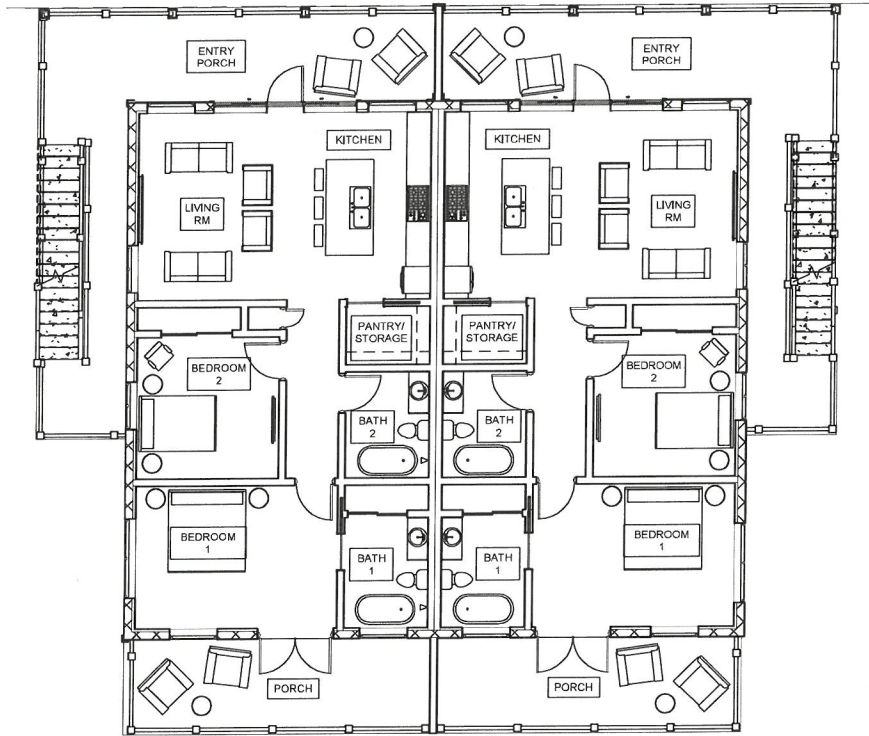 ENTRY
PORCH
ENTRY
PORCH
KITCHEN
KITCHEN
LIVING
RM
LIVING
RM
PANTRY/
STORAGE
PANTRY/
STORAGE
BEDROOM
2
BEDROOM
2
BATH
2
BATH
2
BEDROOM
1
BEDROOM
1
BATH
1
BATH
1
PORCH
PORCH